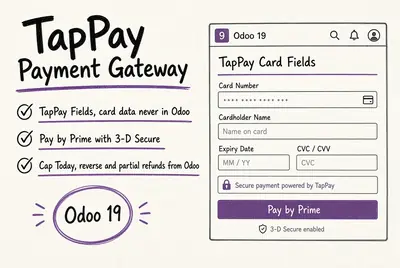 TapPay
Payment Gateway
TapPay Fields, card data never in Odoo
Pay by Prime with 3-D Secure
Cap Today, reverse and partial refunds from Odoo
Odoo 19
9 Odoo 19
TapPay Card Fields
Card Number
Cardholder Name
Name on card
Expiry Date
CVC / CVV
MM / YY
CVC
Secure payment powered by TapPay
Pay by Prime
3-D Secure enabled